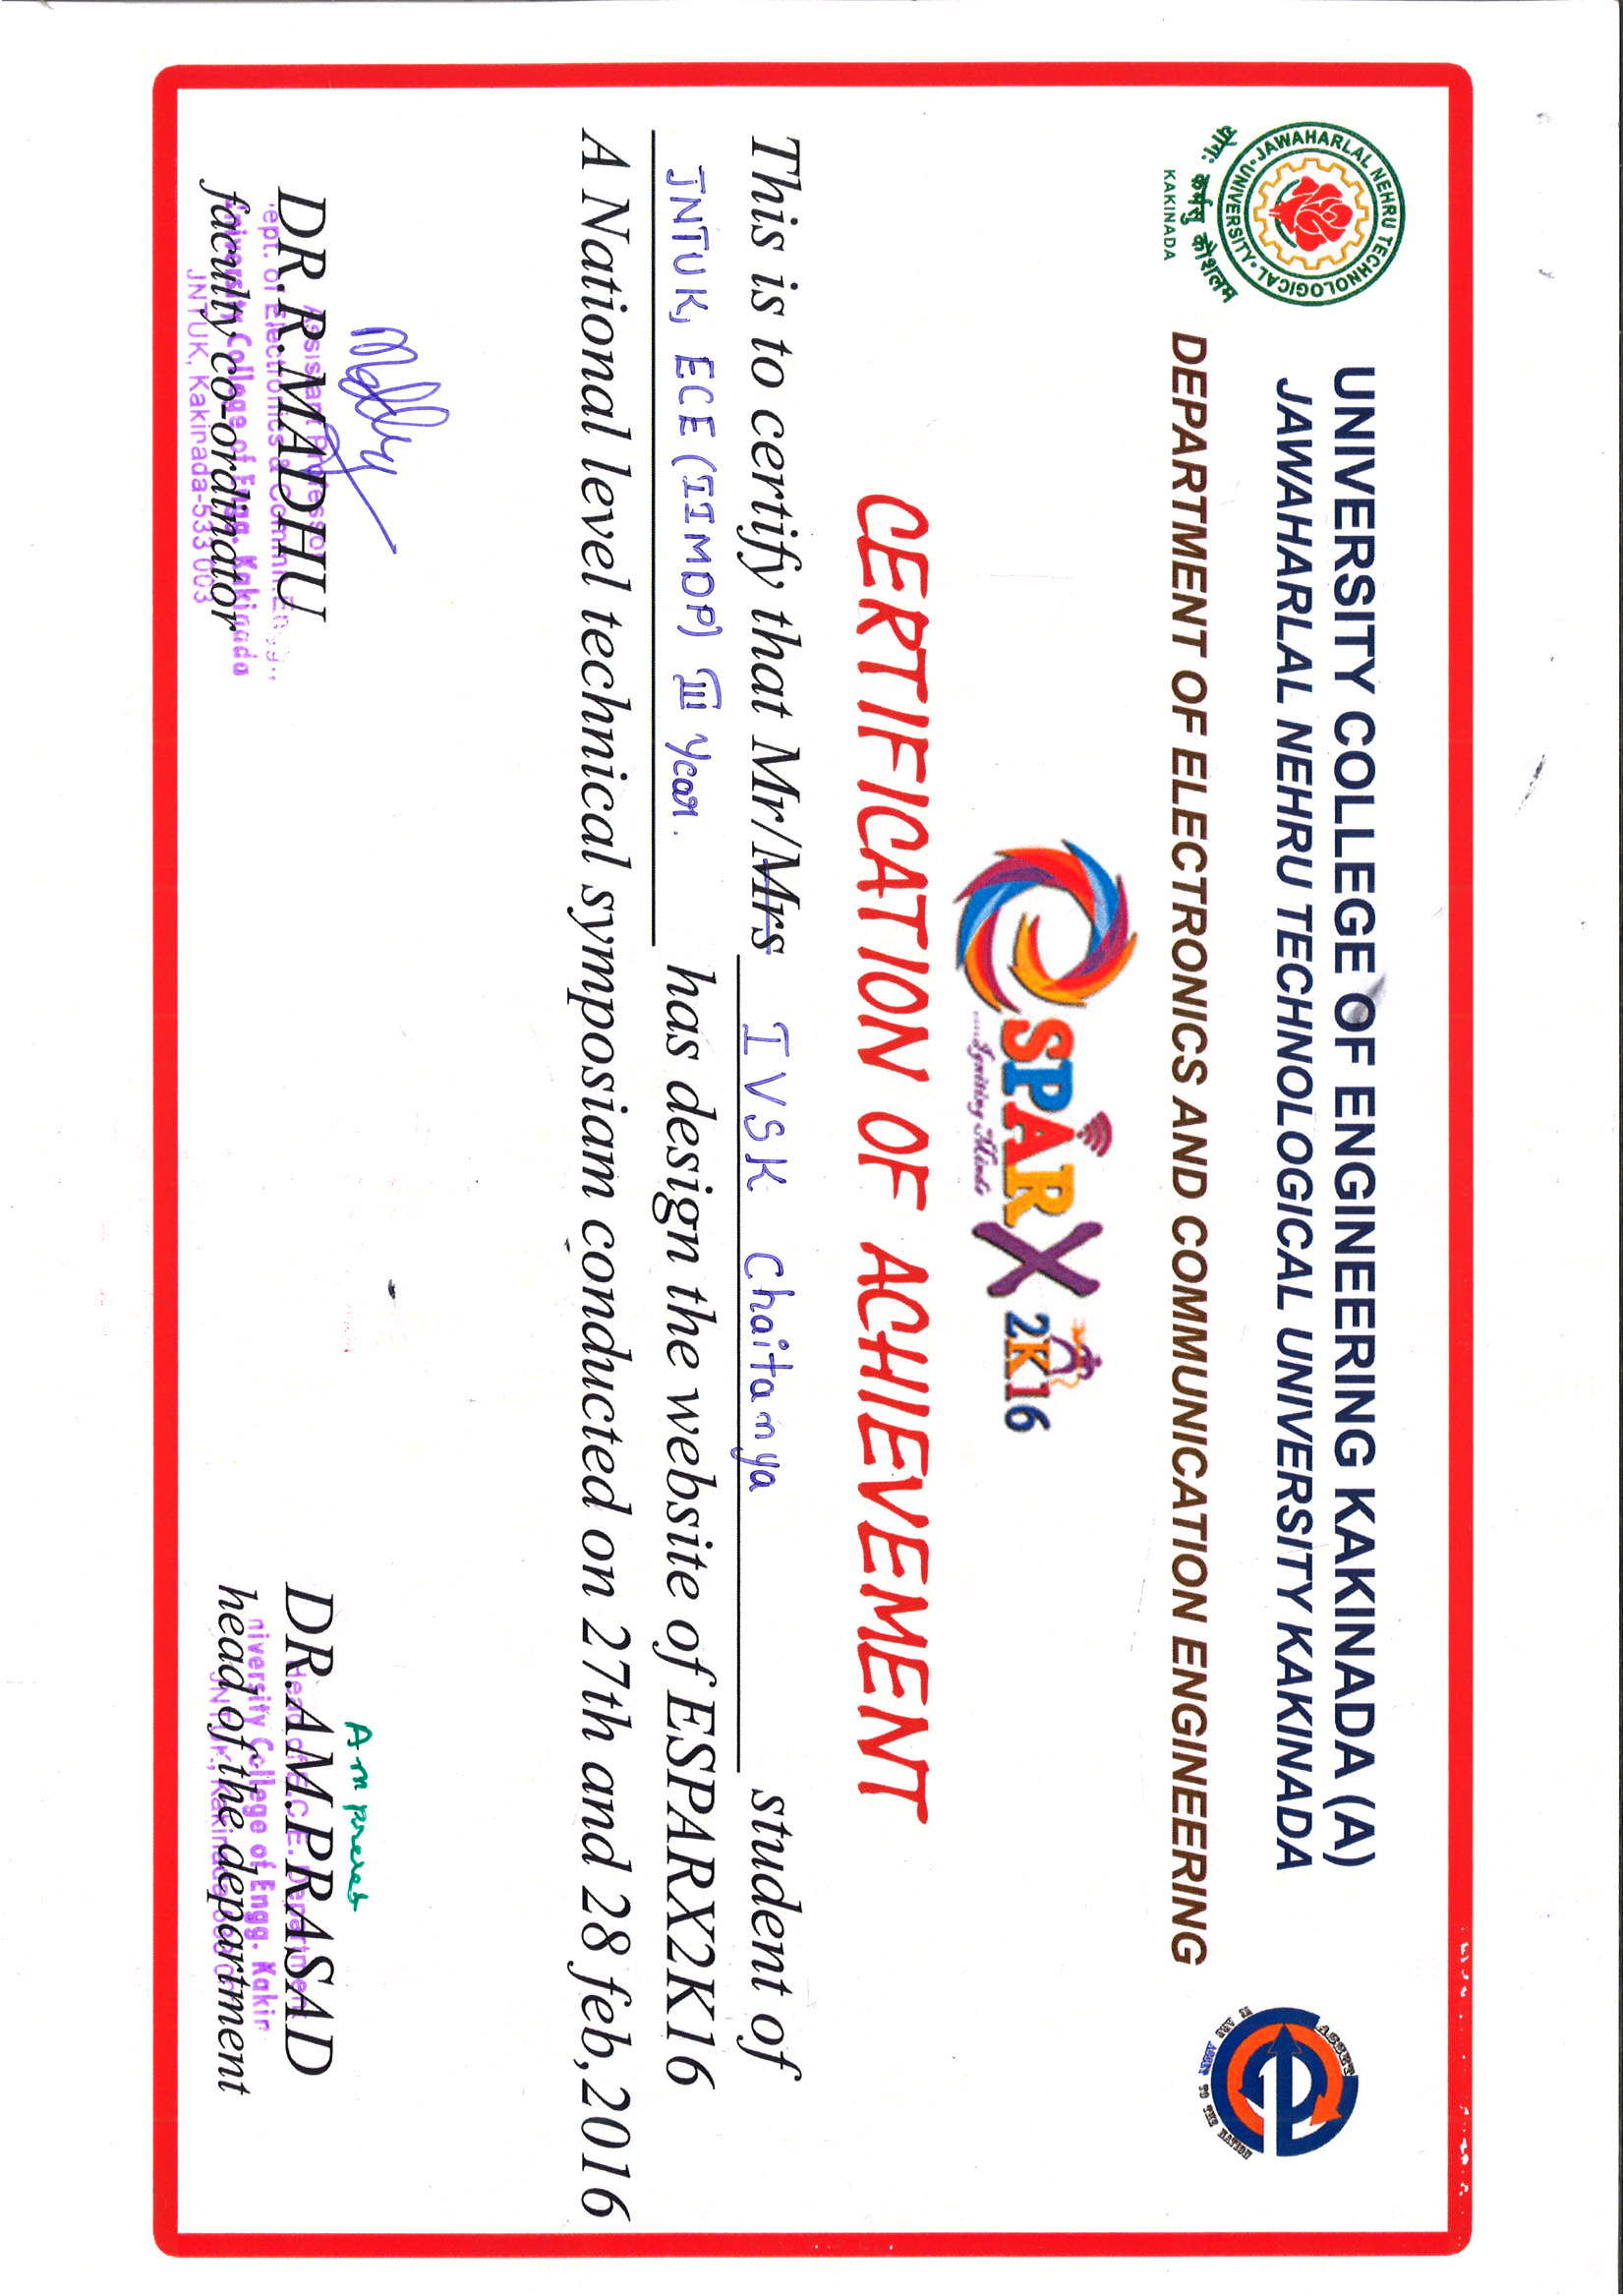 JAWAHARLAL NEHRU TECHNOLOGICAL UNIVERSITY
योगः कर्मसु कौशलम
KAKINADA
UNIVERSITY COLLEGE OF ENGINEERING KAKINADA (A)
JAWAHARLAL NEHRU TECHNOLOGICAL UNIVERSITY KAKINADA
ASSET
WE ARE ASSET TO THE NATION
DEPARTMENT OF ELECTRONICS AND COMMUNICATION ENGINEERING
eSPARX 2K16
....Igniting Minds
CERTIFICATION OF ACHIEVEMENT
This is to certify that Mr/Mrs IVSK Chaitanya student of
JNTUK, ECE (IIMDP) III Year. has design the website of ESPARX2K16
A National level technical symposiam conducted on 27th and 28 feb,2016
DR.R.MADHU
faculty co-ordinator
Assistant Professor
ept. of Electronics & Commn.Engg.,
University College of Engg. Kakinada
JNTUK, Kakinada-533 003
A m prasad
DR.AM.PRASAD
head of the department
Head of E.C.E. Department
niversity College of Engg. Kakin
JNTUK, Kakinada